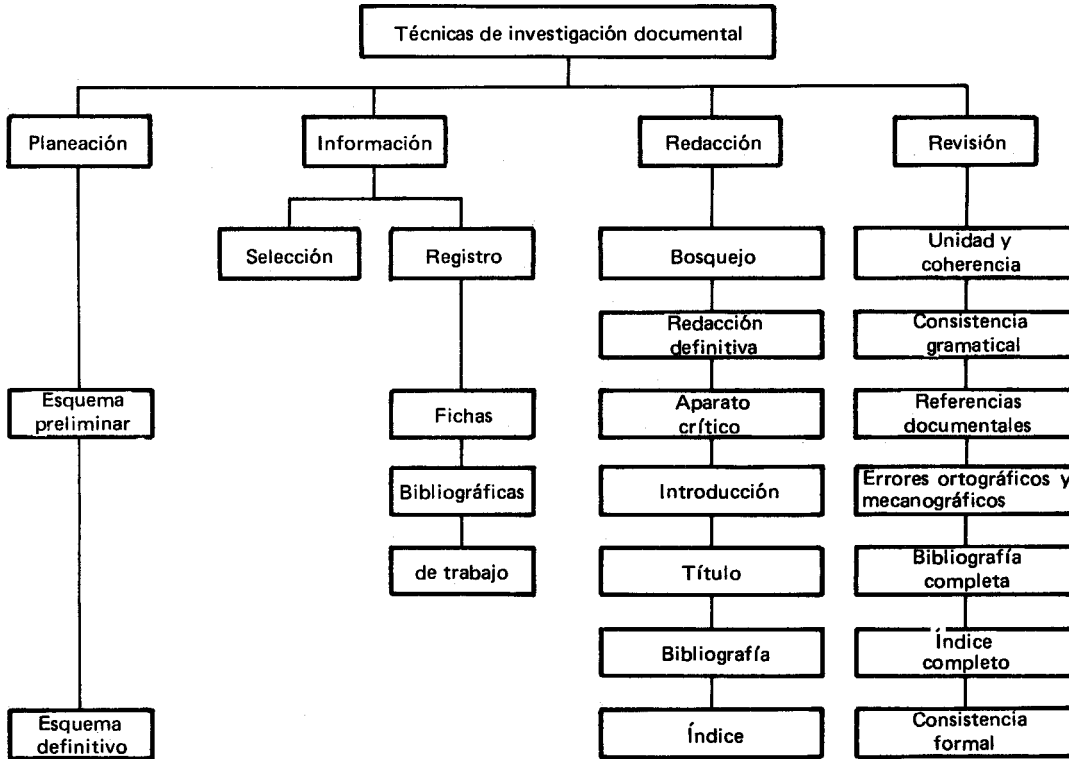 Técnicas de investigación documental
Planeación
Información
Redacción
Revisión
Selección
Registro
Bosquejo
Unidad y
coherencia
Redacción
definitiva
Consistencia
gramatical
Esquema
preliminar
Fichas
Aparato
crítico
Referencias
documentales
Bibliográficas
Introducción
Errores ortográficos y
mecanográficos
de trabajo
Título
Bibliografía
completa
Bibliografía
Índice
completo
Esquema
definitivo
Índice
Consistencia
formal